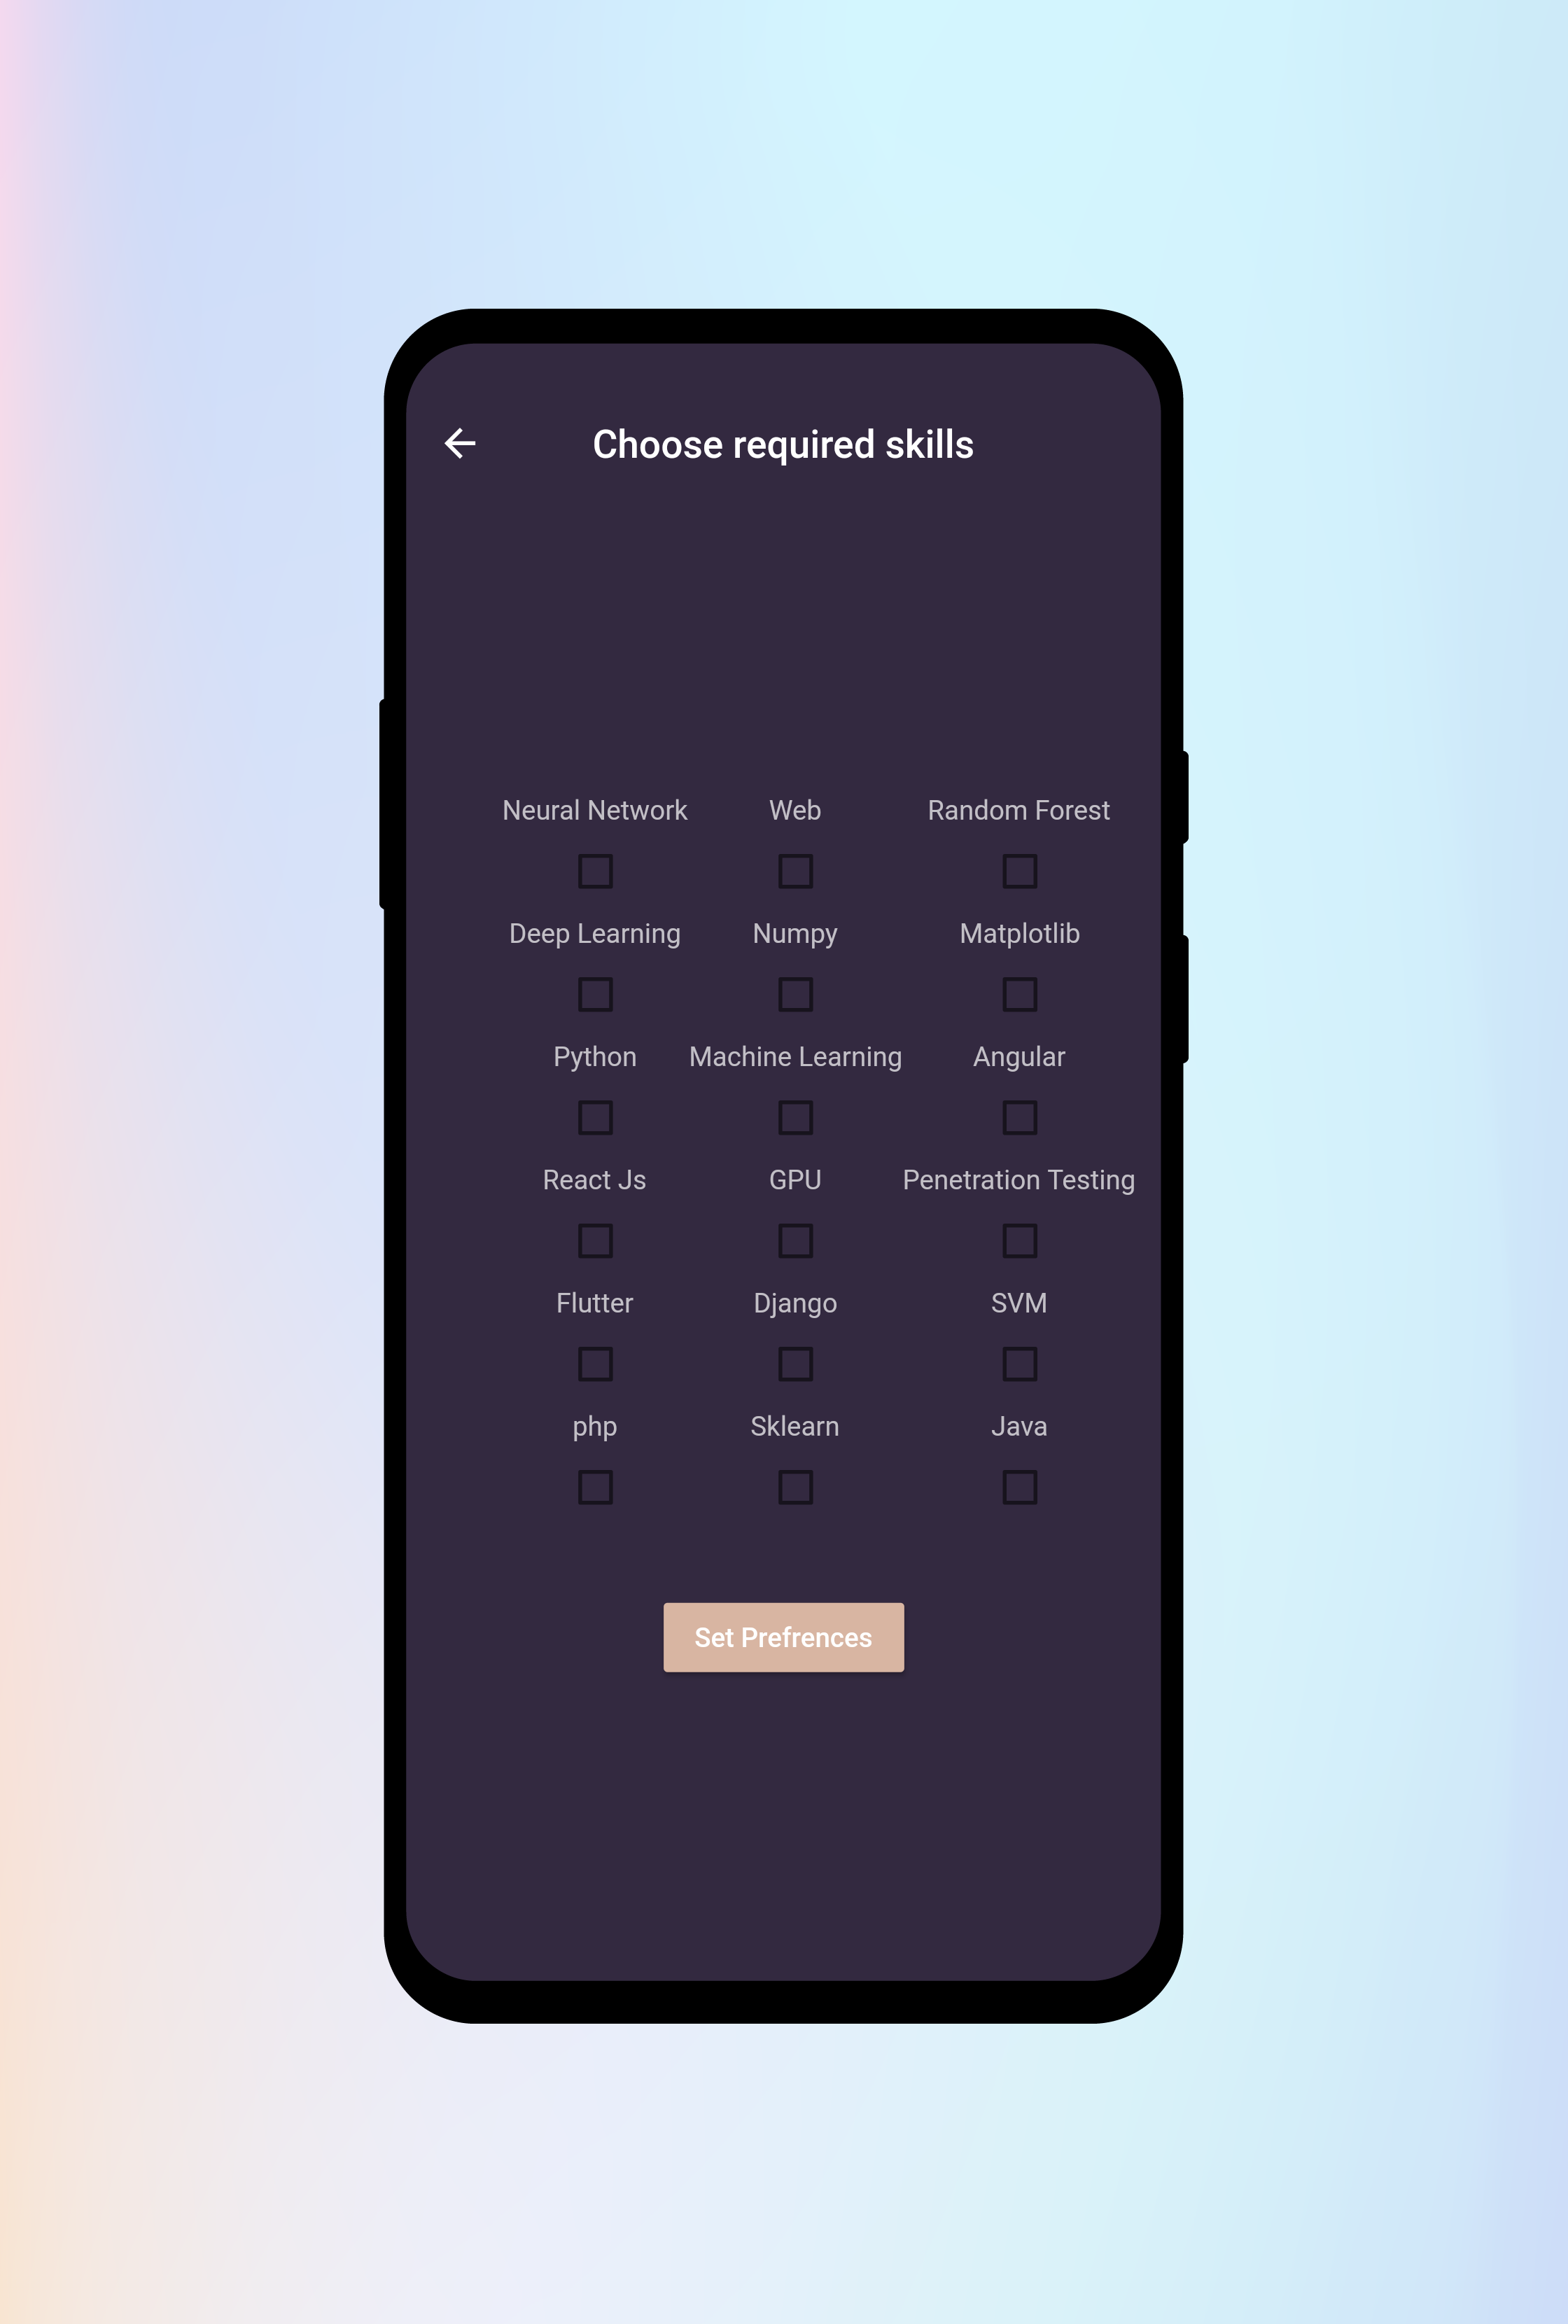 Choose required skills
Neural Network Web Random Forest
Deep Learning Numpy Matplotlib
Python Machine Learning Angular
React Js GPU Penetration Testing
Flutter Django SVM
php Sklearn Java
Set Prefrences